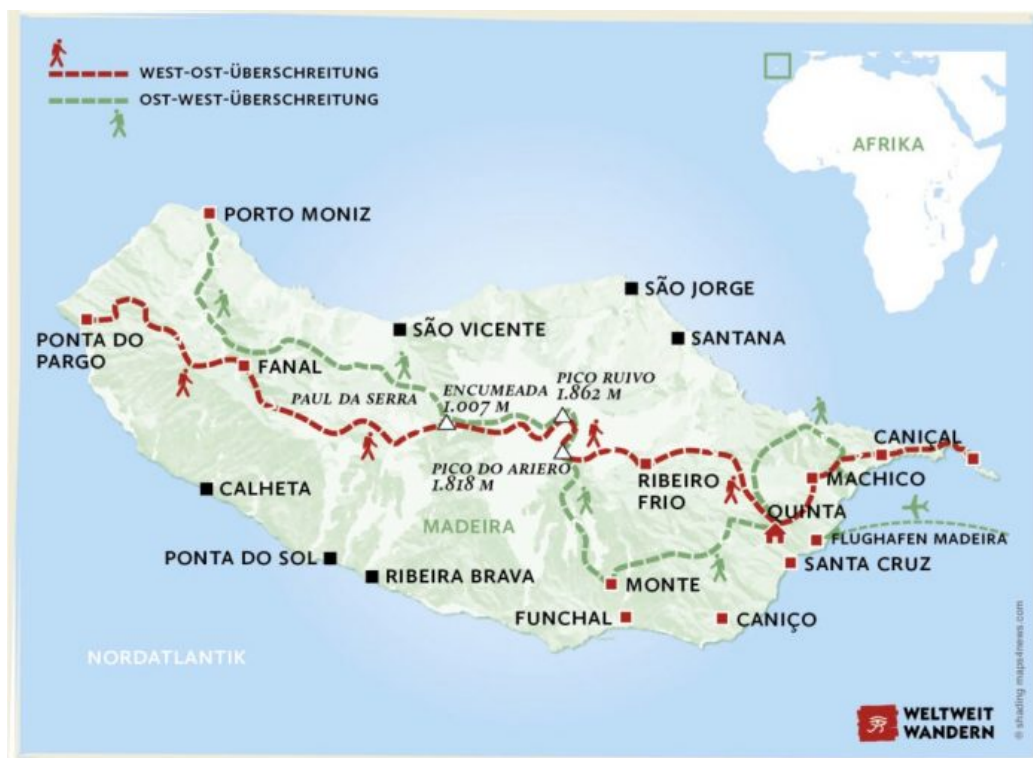 WEST-OST-ÜBERSCHREITUNG
OST-WEST-ÜBERSCHREITUNG
AFRIKA
PORTO MONIZ
SÃO JORGE
SÃO VICENTE
SANTANA
PONTA DO
PARGO
FANAL
PAUL DA SERRA
ENCUMEADA
1.007 M
PICO RUIVO
1.862 M
PICO DO ARIERO
1.818 M
RIBEIRO
FRIO
CANIÇAL
MACHICO
QUINTA
FLUGHAFEN MADEIRA
SANTA CRUZ
CALHETA
MADEIRA
PONTA DO SOL
RIBEIRA BRAVA
MONTE
FUNCHAL
CANIÇO
NORDATLANTIK
WELTWEIT
WANDERN
© shading maps4news.com